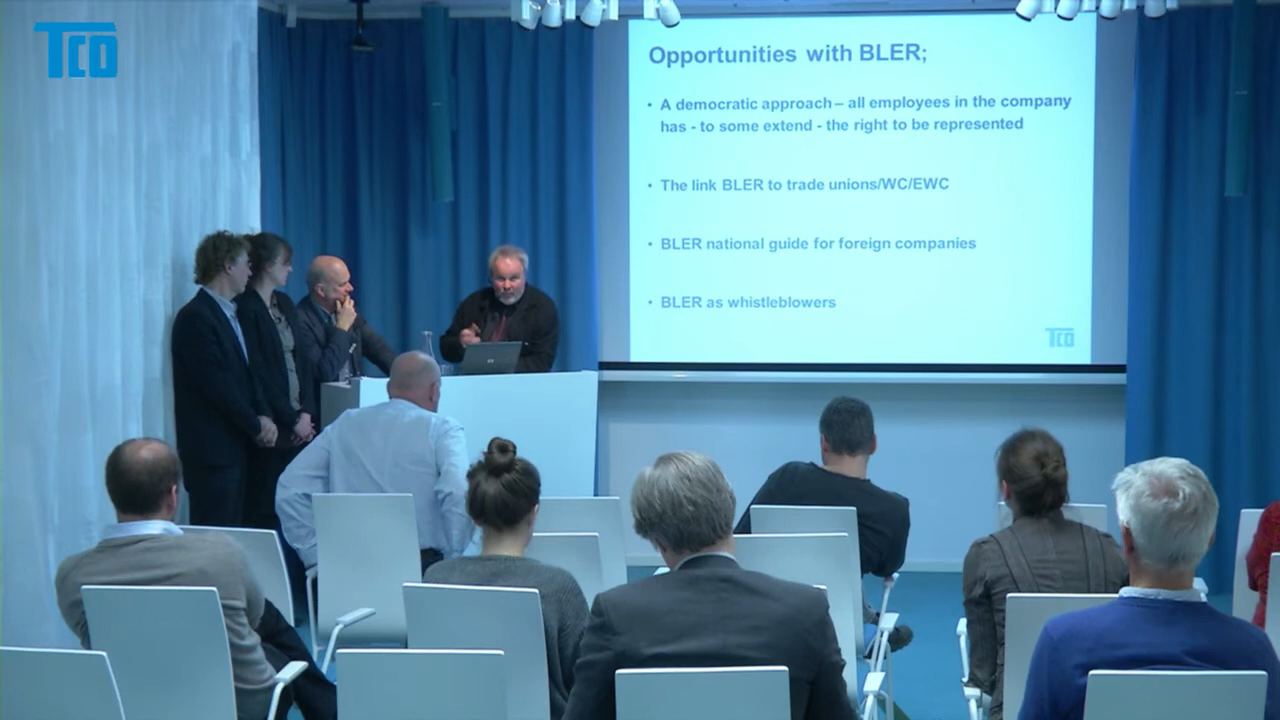 TCO
Opportunities with BLER;
• A democratic approach – all employees in the company
has - to some extend - the right to be represented
• The link BLER to trade unions/WC/EWC
• BLER national guide for foreign companies
• BLER as whistleblowers
TCO